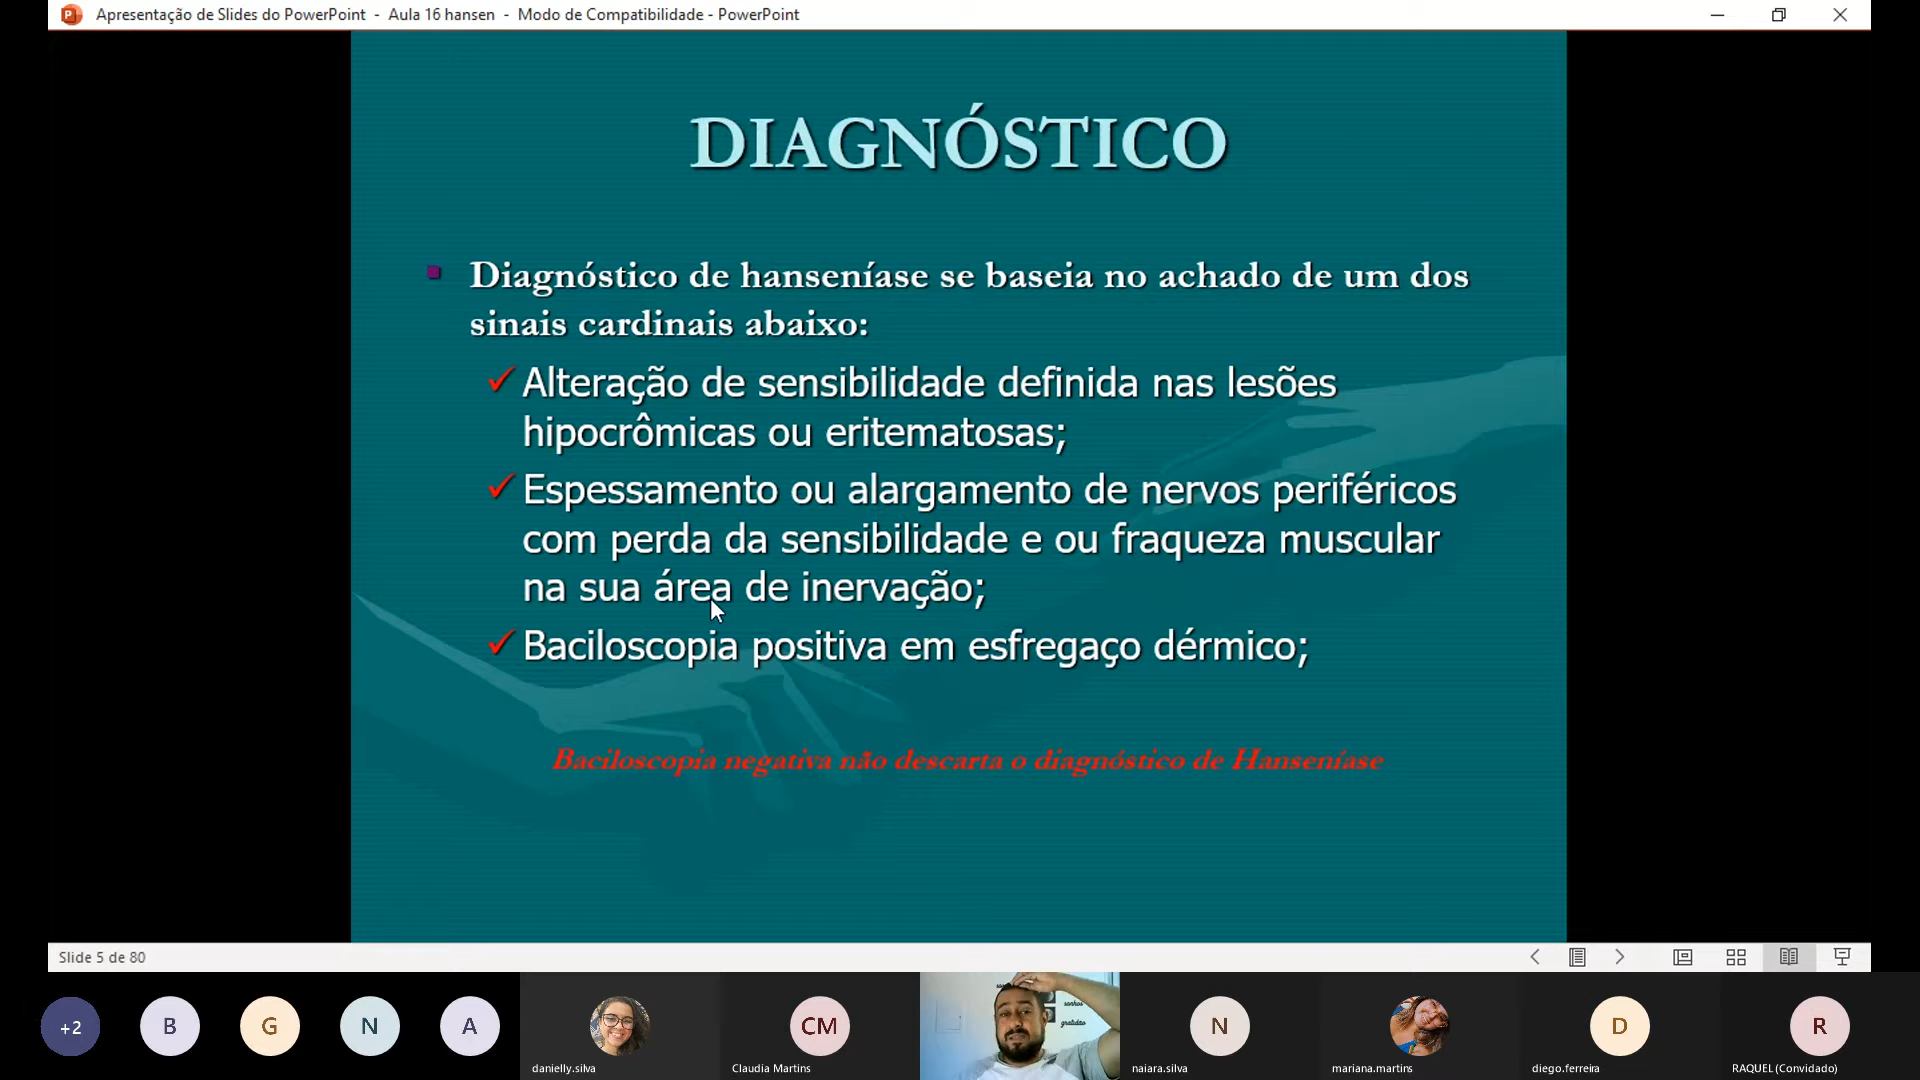 Apresentação de Slides do PowerPoint - Aula 16 hansen - Modo de Compatibilidade - PowerPoint
DIAGNÓSTICO
Diagnóstico de hanseníase se baseia no achado de um dos
sinais cardinais abaixo:
Alteração de sensibilidade definida nas lesões
hipocrômicas ou eritematosas;
Espessamento ou alargamento de nervos periféricos
com perda da sensibilidade e ou fraqueza muscular
na sua área de inervação;
Baciloscopia positiva em esfregaço dérmico;
Baciloscopia negativa não descarta o diagnóstico de Hanseníase
Slide 5 de 80
+2
B
G
N
A
CM
N
D
R
sonhos
gratidão
danielly.silva
Claudia Martins
naiara.silva
mariana.martins
diego.ferreira
RAQUEL (Convidado)